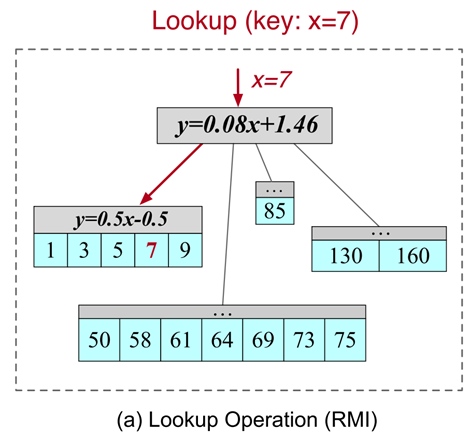 Lookup (key: x=7)
x=7
y=0.08x+1.46
...
85
y=0.5x-0.5
1 3 5 7 9
...
130 160
...
50 58 61 64 69 73 75
(a) Lookup Operation (RMI)